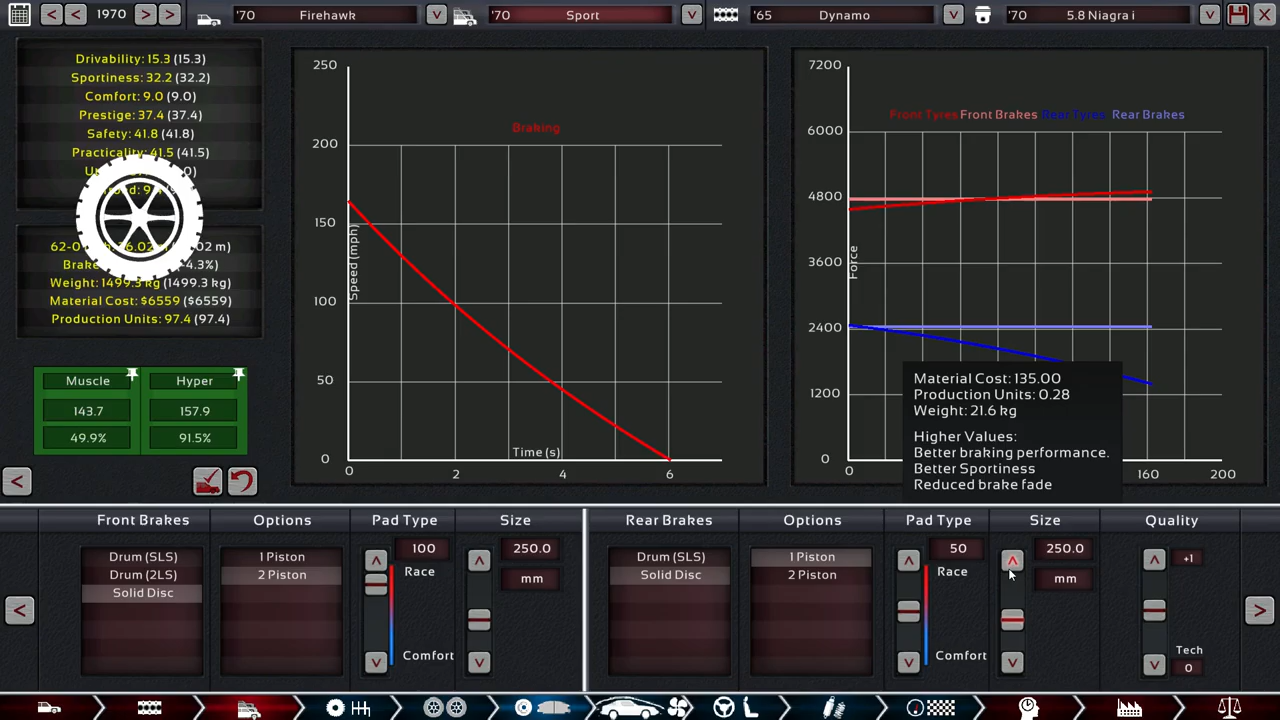 1970
'70 Firehawk
'70 Sport
'65 Dynamo
'70 5.8 Niagra i
Drivability: 15.3 (15.3)
Sportiness: 32.2 (32.2)
Comfort: 9.0 (9.0)
Prestige: 37.4 (37.4)
Safety: 41.8 (41.8)
Practicality: 41.5 (41.5)
Weight: 1499.3 kg (1499.3 kg)
Material Cost: $6559 ($6559)
Production Units: 97.4 (97.4)
Muscle
143.7
49.9%
Hyper
157.9
91.5%
Braking
Speed (mph)
250
200
150
100
50
0
Time (s)
0 2 4 6
Front Tyres Front Brakes Rear Tyres Rear Brakes
Force
7200
6000
4800
3600
2400
1200
0
0 160 200
Material Cost: 135.00
Production Units: 0.28
Weight: 21.6 kg
Higher Values:
Better braking performance.
Better Sportiness
Reduced brake fade
Front Brakes
Drum (SLS)
Drum (2LS)
Solid Disc
Options
1 Piston
2 Piston
Pad Type
100
Race
Comfort
Size
250.0
mm
Rear Brakes
Drum (SLS)
Solid Disc
Options
1 Piston
2 Piston
Pad Type
50
Race
Comfort
Size
250.0
mm
Quality
+1
Tech
0